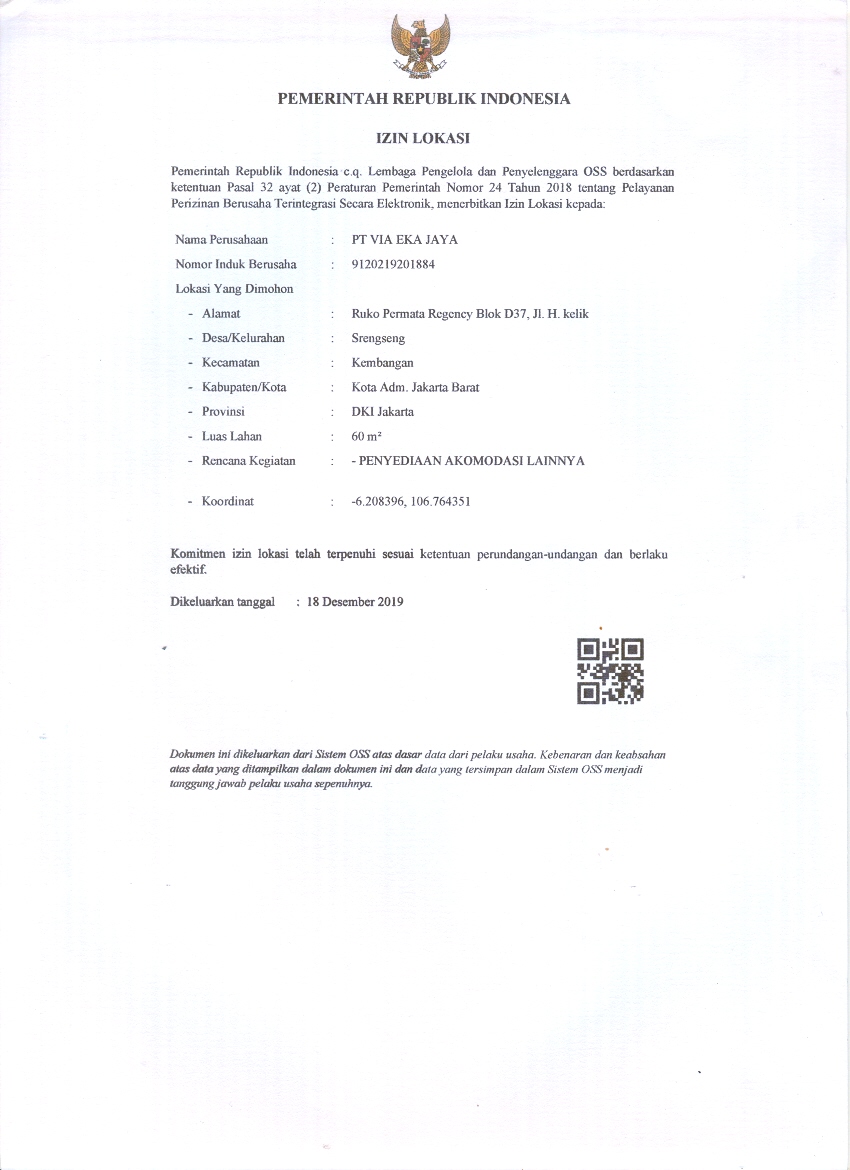 PEMERINTAH REPUBLIK INDONESIA
IZIN LOKASI
Pemerintah Republik Indonesia c.q. Lembaga Pengelola dan Penyelenggara OSS berdasarkan
ketentuan Pasal 32 ayat (2) Peraturan Pemerintah Nomor 24 Tahun 2018 tentang Pelayanan
Perizinan Berusaha Terintegrasi Secara Elektronik, menerbitkan Izin Lokasi kepada:
Nama Perusahaan : PT VIA EKA JAYA
Nomor Induk Berusaha : 9120219201884
Lokasi Yang Dimohon
- Alamat : Ruko Permata Regency Blok D37, Jl. H. kelik
- Desa/Kelurahan : Srengseng
- Kecamatan : Kembangan
- Kabupaten/Kota : Kota Adm. Jakarta Barat
- Provinsi : DKI Jakarta
- Luas Lahan : 60 m²
- Rencana Kegiatan : - PENYEDIAAN AKOMODASI LAINNYA
- Koordinat : -6.208396, 106.764351
Komitmen izin lokasi telah terpenuhi sesuai ketentuan perundangan-undangan dan berlaku
efektif.
Dikeluarkan tanggal : 18 Desember 2019
Dokumen ini dikeluarkan dari Sistem OSS atas dasar data dari pelaku usaha. Kebenaran dan keabsahan
atas data yang ditampilkan dalam dokumen ini dan data yang tersimpan dalam Sistem OSS menjadi
tanggung jawab pelaku usaha sepenuhnya.